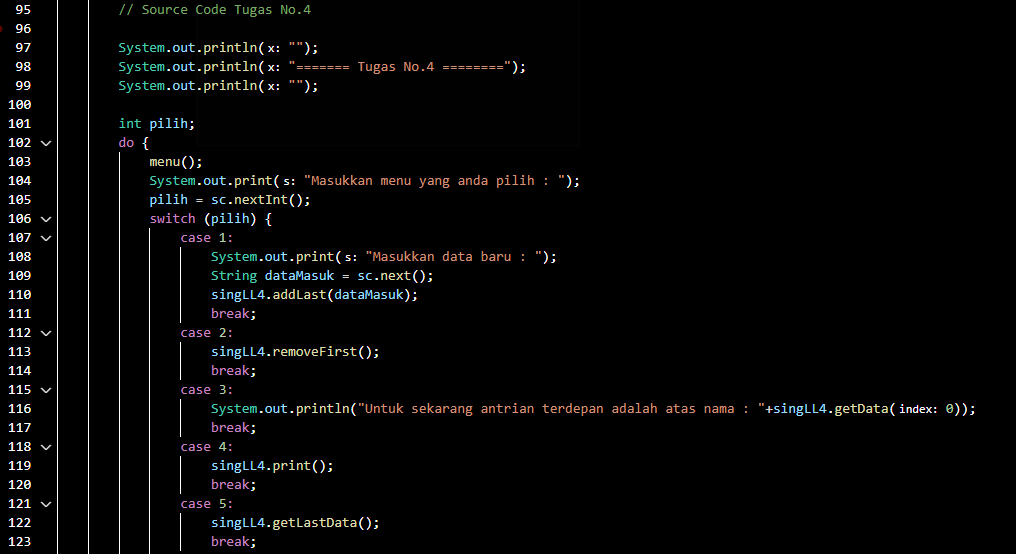 95 // Source Code Tugas No.4
96
97 System.out.println(x: "");
98 System.out.println(x: "======= Tugas No.4 ========");
99 System.out.println(x: "");
100
101 int pilih;
102 do {
103 menu();
104 System.out.print(s: "Masukkan menu yang anda pilih : ");
105 pilih = sc.nextInt();
106 switch (pilih) {
107 case 1:
108 System.out.print(s: "Masukkan data baru : ");
109 String dataMasuk = sc.next();
110 singLL4.addLast(dataMasuk);
111 break;
112 case 2:
113 singLL4.removeFirst();
114 break;
115 case 3:
116 System.out.println("Untuk sekarang antrian terdepan adalah atas nama : "+singLL4.getData(index: 0));
117 break;
118 case 4:
119 singLL4.print();
120 break;
121 case 5:
122 singLL4.getLastData();
123 break;